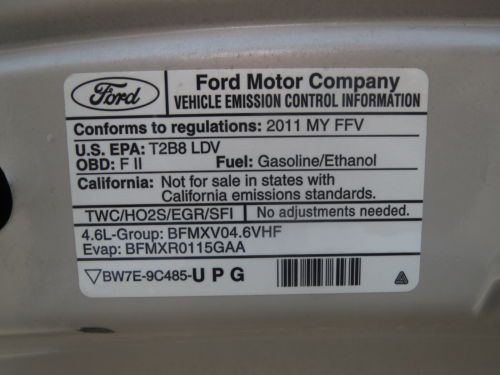 Ford
Ford Motor Company
VEHICLE EMISSION CONTROL INFORMATION
Conforms to regulations: 2011 MY FFV
U.S. EPA: T2B8 LDV
OBD: F II Fuel: Gasoline/Ethanol
California: Not for sale in states with
California emissions standards.
TWC/HO2S/EGR/SFI No adjustments needed.
4.6L-Group: BFMXV04.6VHF
Evap: BFMXR0115GAA
BW7E-9C485-U P G